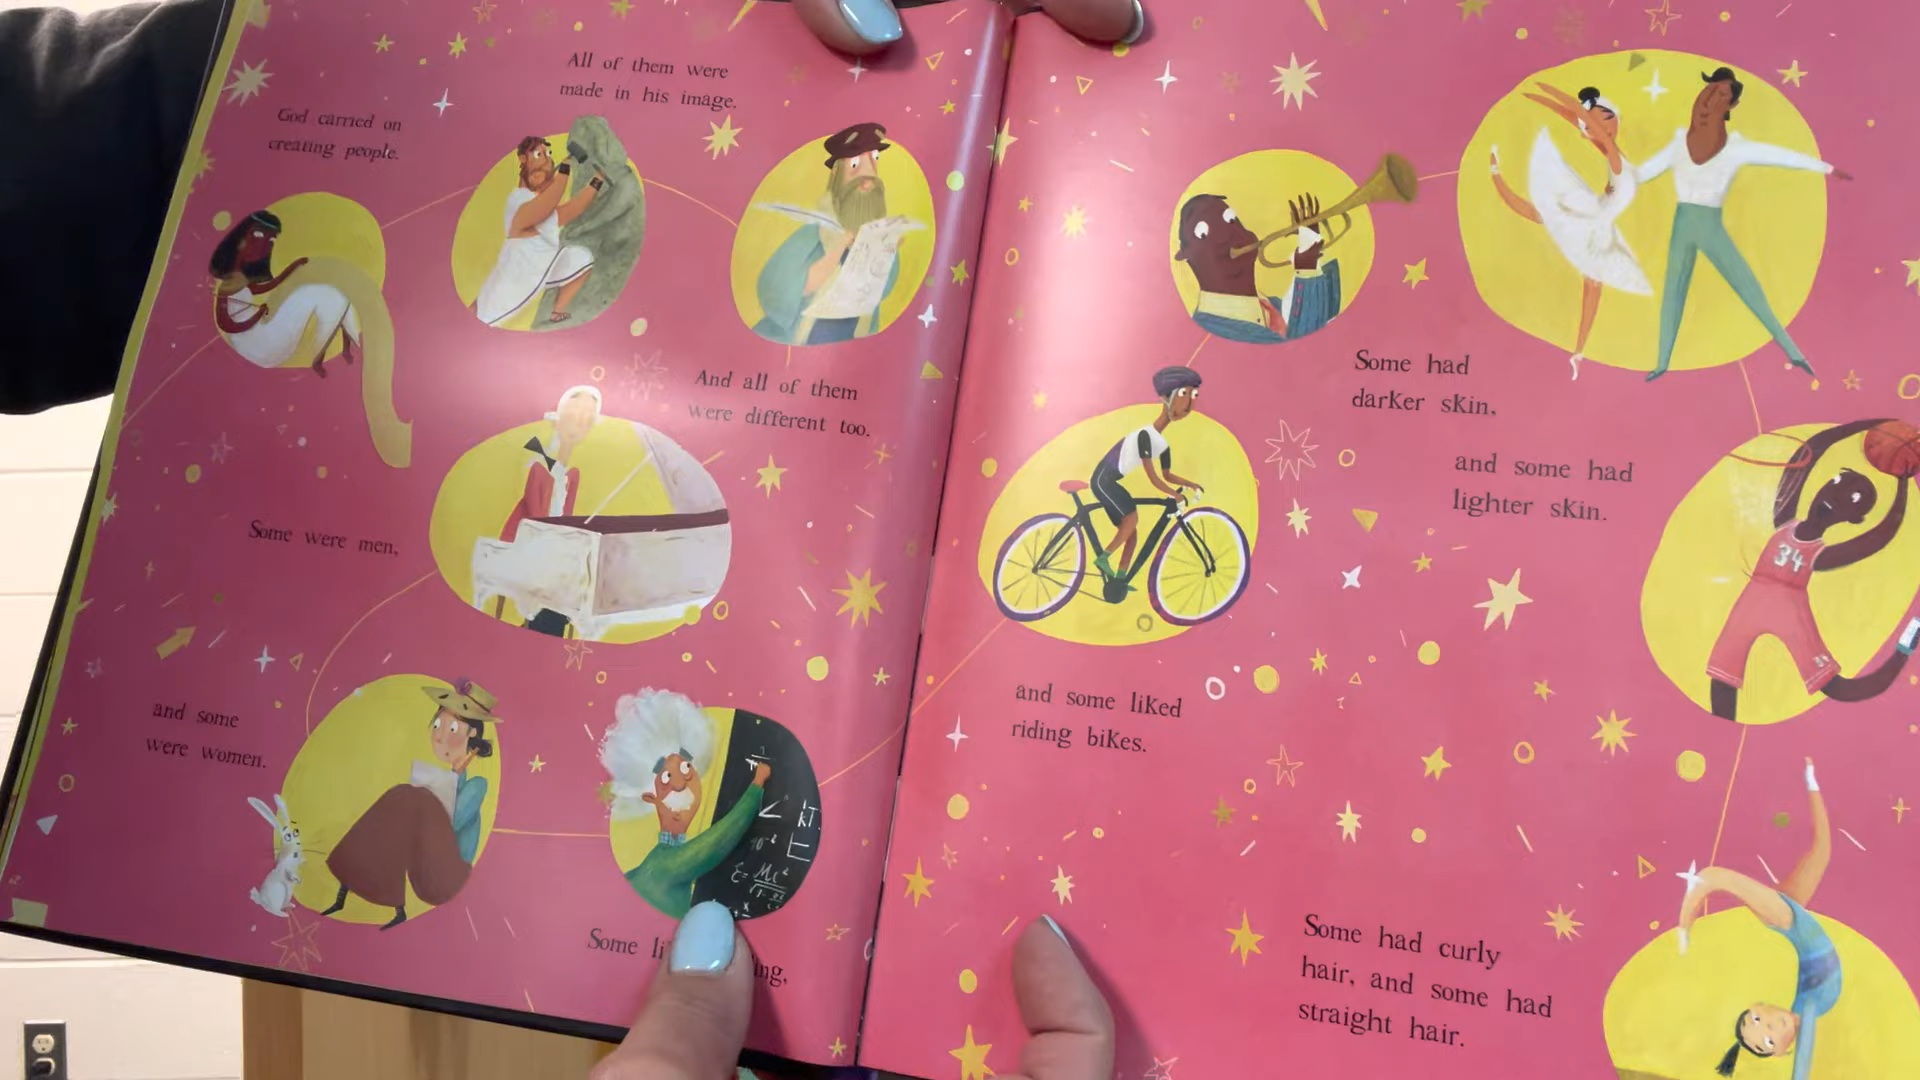 God carried on
creating people.
All of them were
made in his image.
And all of them
were different too.
Some were men,
and some
were women.
Some
and some liked
riding bikes.
Some had
darker skin,
and some had
lighter skin.
Some had curly
hair, and some had
straight hair.
34
34